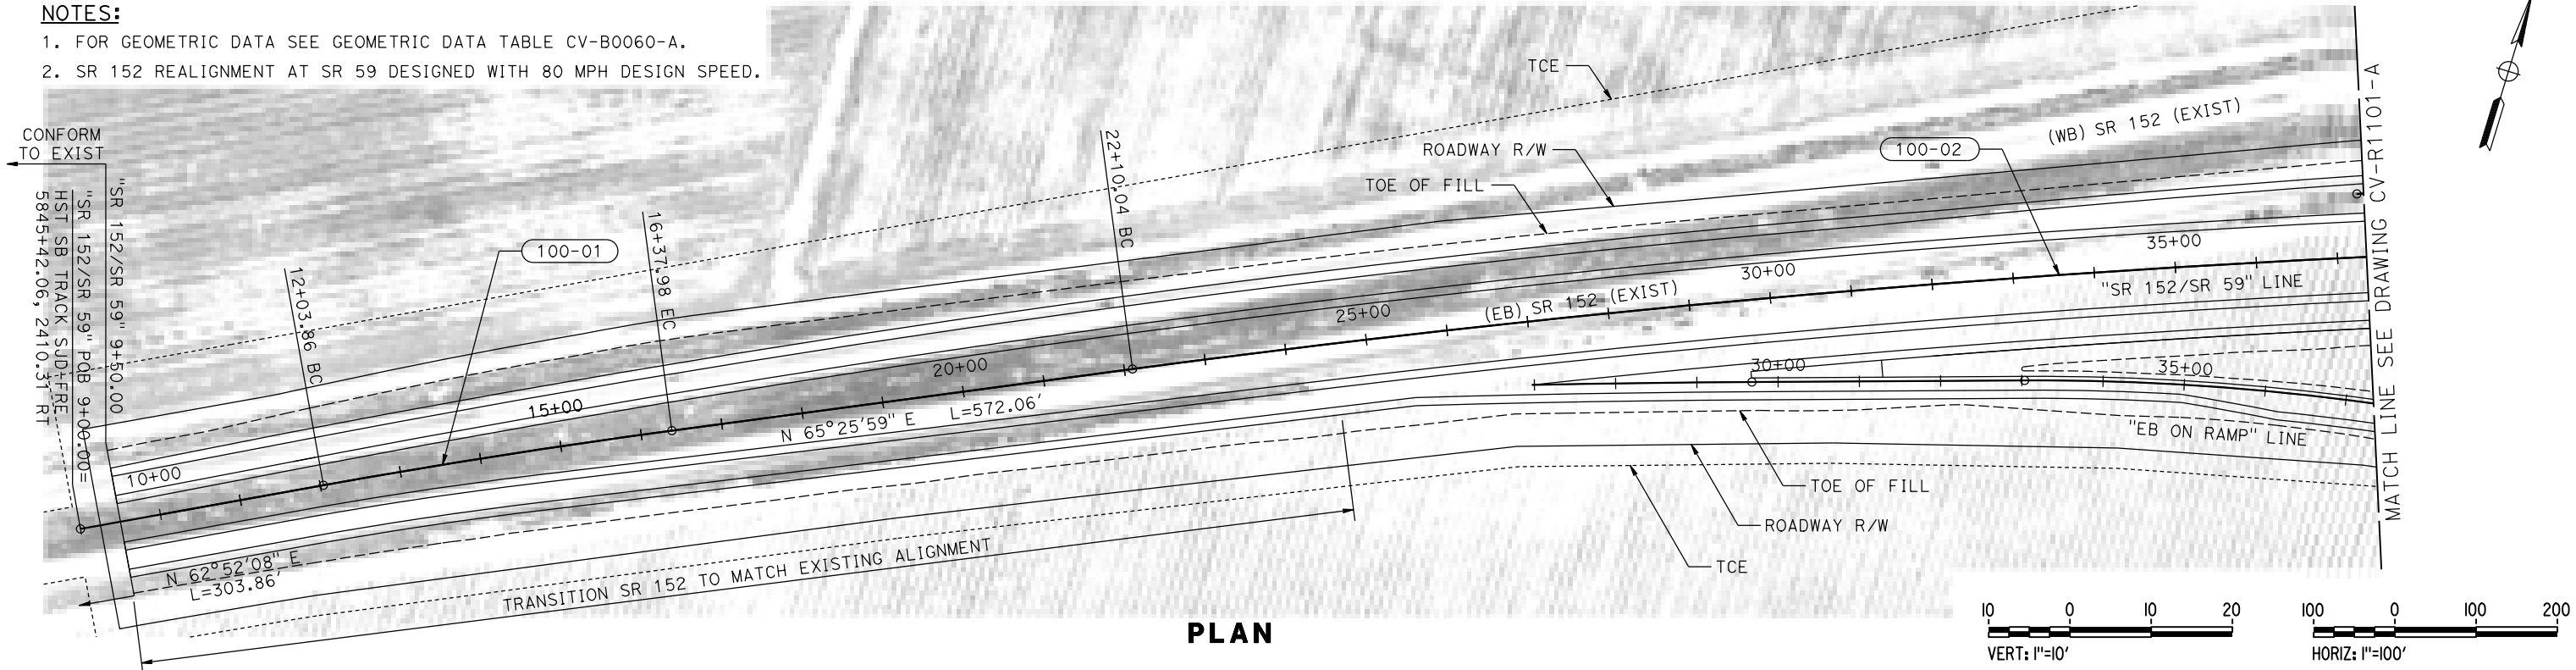 NOTES:
1. FOR GEOMETRIC DATA SEE GEOMETRIC DATA TABLE CV-B0060-A.
2. SR 152 REALIGNMENT AT SR 59 DESIGNED WITH 80 MPH DESIGN SPEED.
CONFORM
TO EXIST
"SR 152/SR 59" 9+50.00
"SR 152/SR 59" POB 9+00.00=
HST SB TRACK SJD-FRE
5845+42.06, 2410.31 RT
10+00
12+03.86 BC
100-01
15+00
16+37.98 EC
20+00
22+10.04 BC
N 65°25'59" E
L=572.06'
N 62°52'08" E
L=303.86'
TRANSITION SR 152 TO MATCH EXISTING ALIGNMENT
25+00
(EB) SR 152 (EXIST)
30+00
35+00
"SR 152/SR 59" LINE
TCE
ROADWAY R/W
TOE OF FILL
100-02
(WB) SR 152 (EXIST)
30+00
35+00
"EB ON RAMP" LINE
TOE OF FILL
ROADWAY R/W
TCE
MATCH LINE SEE DRAWING CV-R1101-A
PLAN
10 0 10 20
VERT: 1"=10'
100 0 100 200
HORIZ: 1"=100'